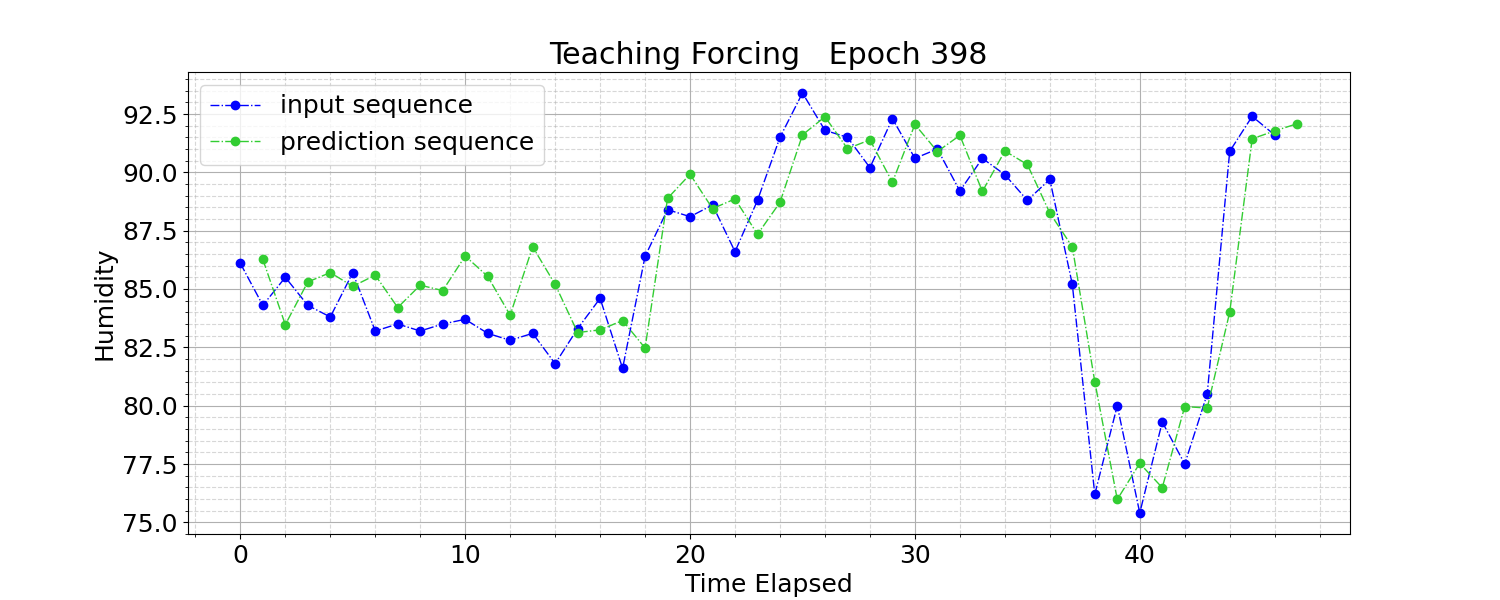 Teaching Forcing   Epoch 398
input sequence
prediction sequence
Humidity
92.5
90.0
87.5
85.0
82.5
80.0
77.5
75.0
0 10 20 30 40
Time Elapsed